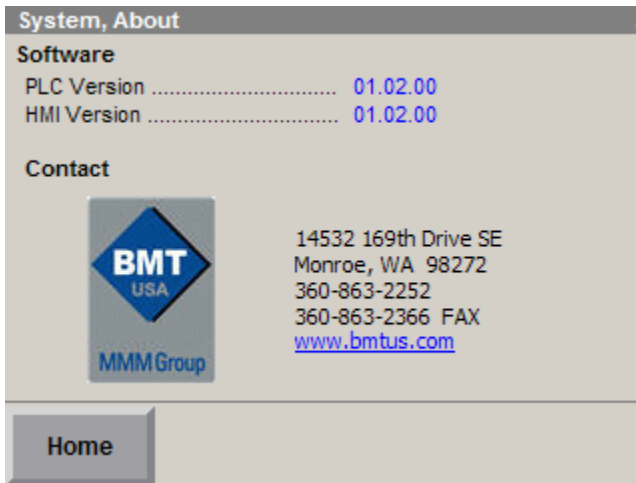 System, About
Software
PLC Version ............................... 01.02.00
HMI Version ................................ 01.02.00
Contact
BMT
USA
MMM Group
14532 169th Drive SE
Monroe, WA  98272
360-863-2252
360-863-2366  FAX
www.bmtus.com
Home